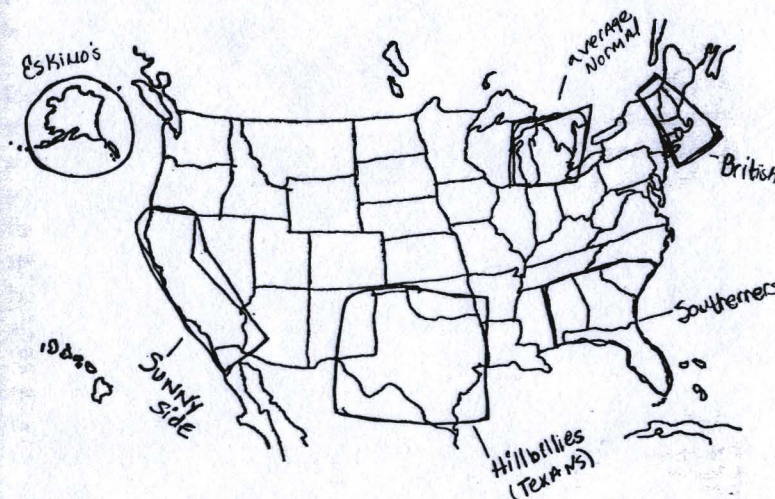 Eskimo's
average
Normal
British
Southerners
Sunny
Side
Hillbillies
(Texans)